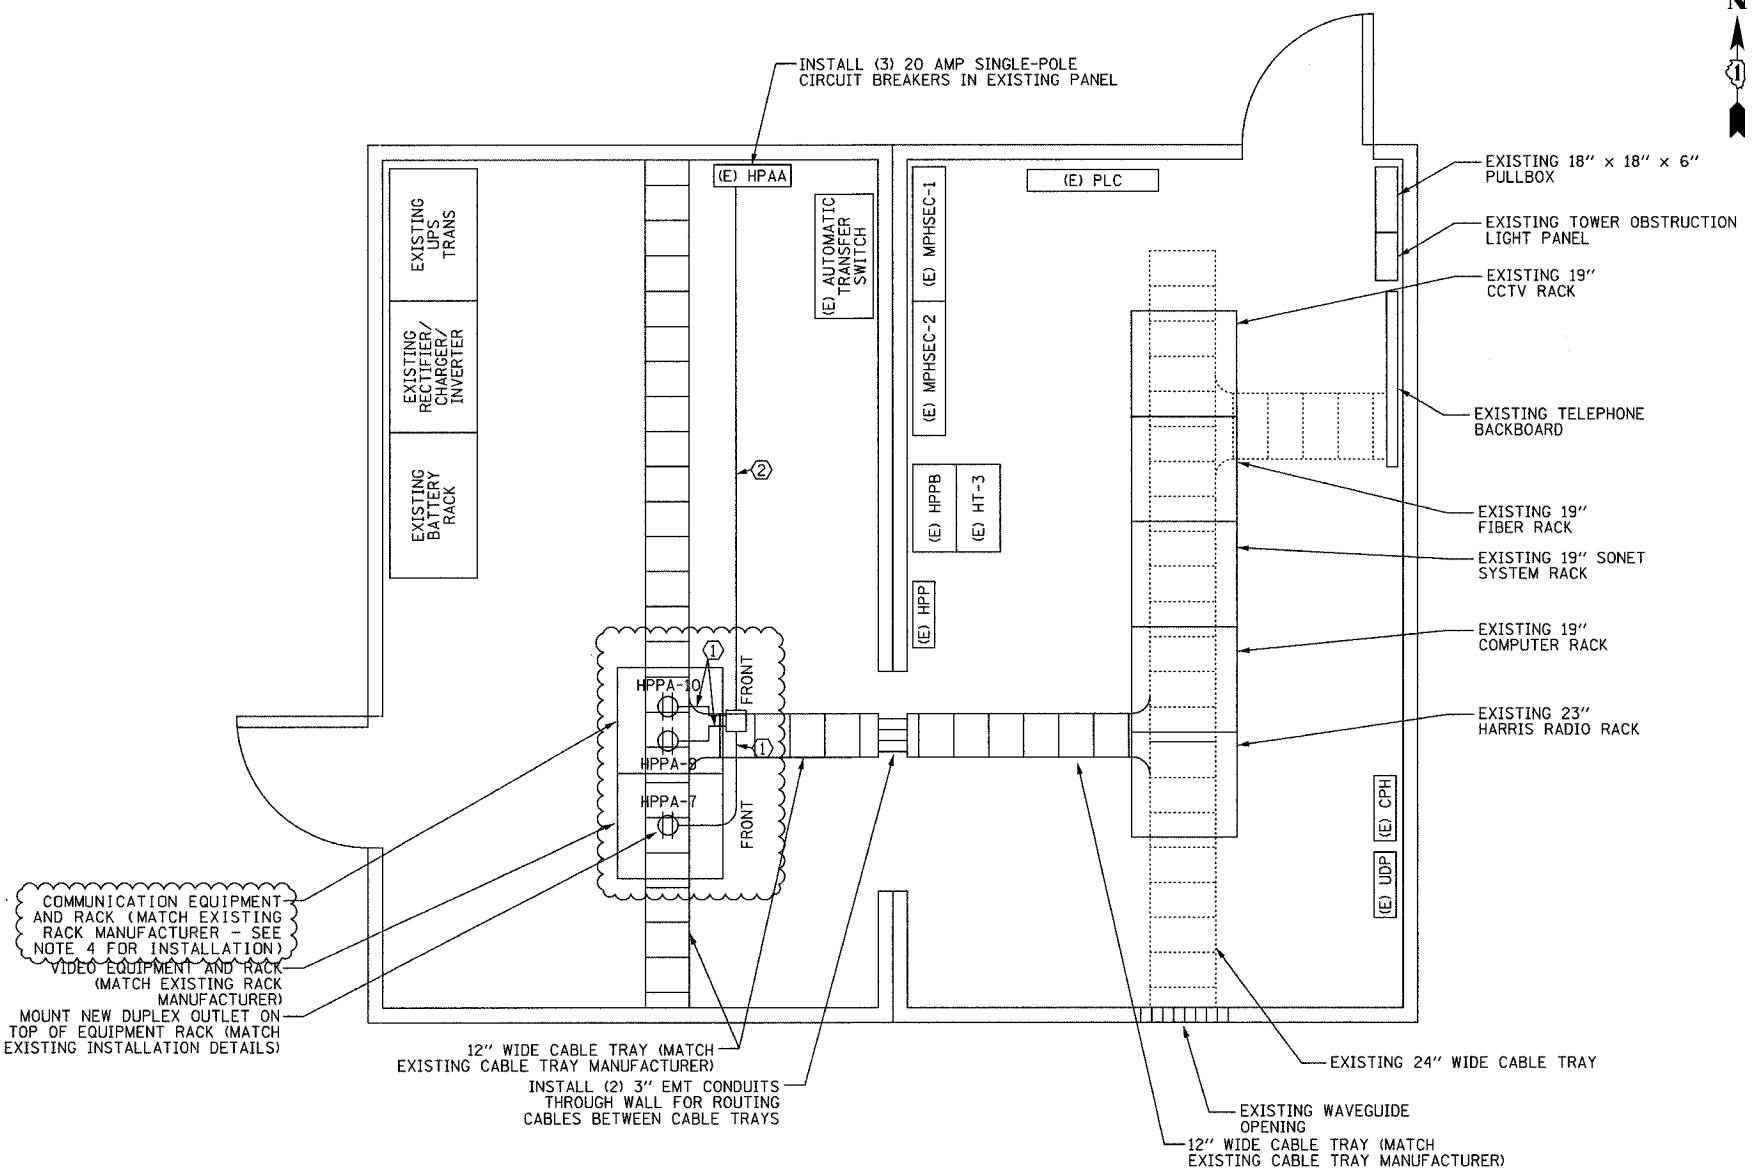 N
1
INSTALL (3) 20 AMP SINGLE-POLE
CIRCUIT BREAKERS IN EXISTING PANEL
(E) HPAA
(E) PLC
EXISTING 18" x 18" x 6"
PULLBOX
EXISTING TOWER OBSTRUCTION
LIGHT PANEL
EXISTING 19"
CCTV RACK
EXISTING
UPS
TRANS
(E) AUTOMATIC
TRANSFER
SWITCH
(E) MPHSEC-1
(E) MPHSEC-2
EXISTING
RECTIFIER/
CHARGER/
INVERTER
EXISTING TELEPHONE
BACKBOARD
EXISTING
BATTERY
RACK
2
(E) HPPB
(E) HT-3
EXISTING 19"
FIBER RACK
EXISTING 19" SONET
SYSTEM RACK
(E) HPP
EXISTING 19"
COMPUTER RACK
1
FRONT
HPPA-10
EXISTING 23"
HARRIS RADIO RACK
1
HPPA-9
HPPA-7
FRONT
(E) CPH
(E) UDP
COMMUNICATION EQUIPMENT
AND RACK (MATCH EXISTING
RACK MANUFACTURER - SEE
NOTE 4 FOR INSTALLATION)
VIDEO EQUIPMENT AND RACK
(MATCH EXISTING RACK
MANUFACTURER)
MOUNT NEW DUPLEX OUTLET ON
TOP OF EQUIPMENT RACK (MATCH
EXISTING INSTALLATION DETAILS)
12" WIDE CABLE TRAY (MATCH
EXISTING CABLE TRAY MANUFACTURER)
INSTALL (2) 3" EMT CONDUITS
THROUGH WALL FOR ROUTING
CABLES BETWEEN CABLE TRAYS
EXISTING 24" WIDE CABLE TRAY
EXISTING WAVEGUIDE
OPENING
12" WIDE CABLE TRAY (MATCH
EXISTING CABLE TRAY MANUFACTURER)